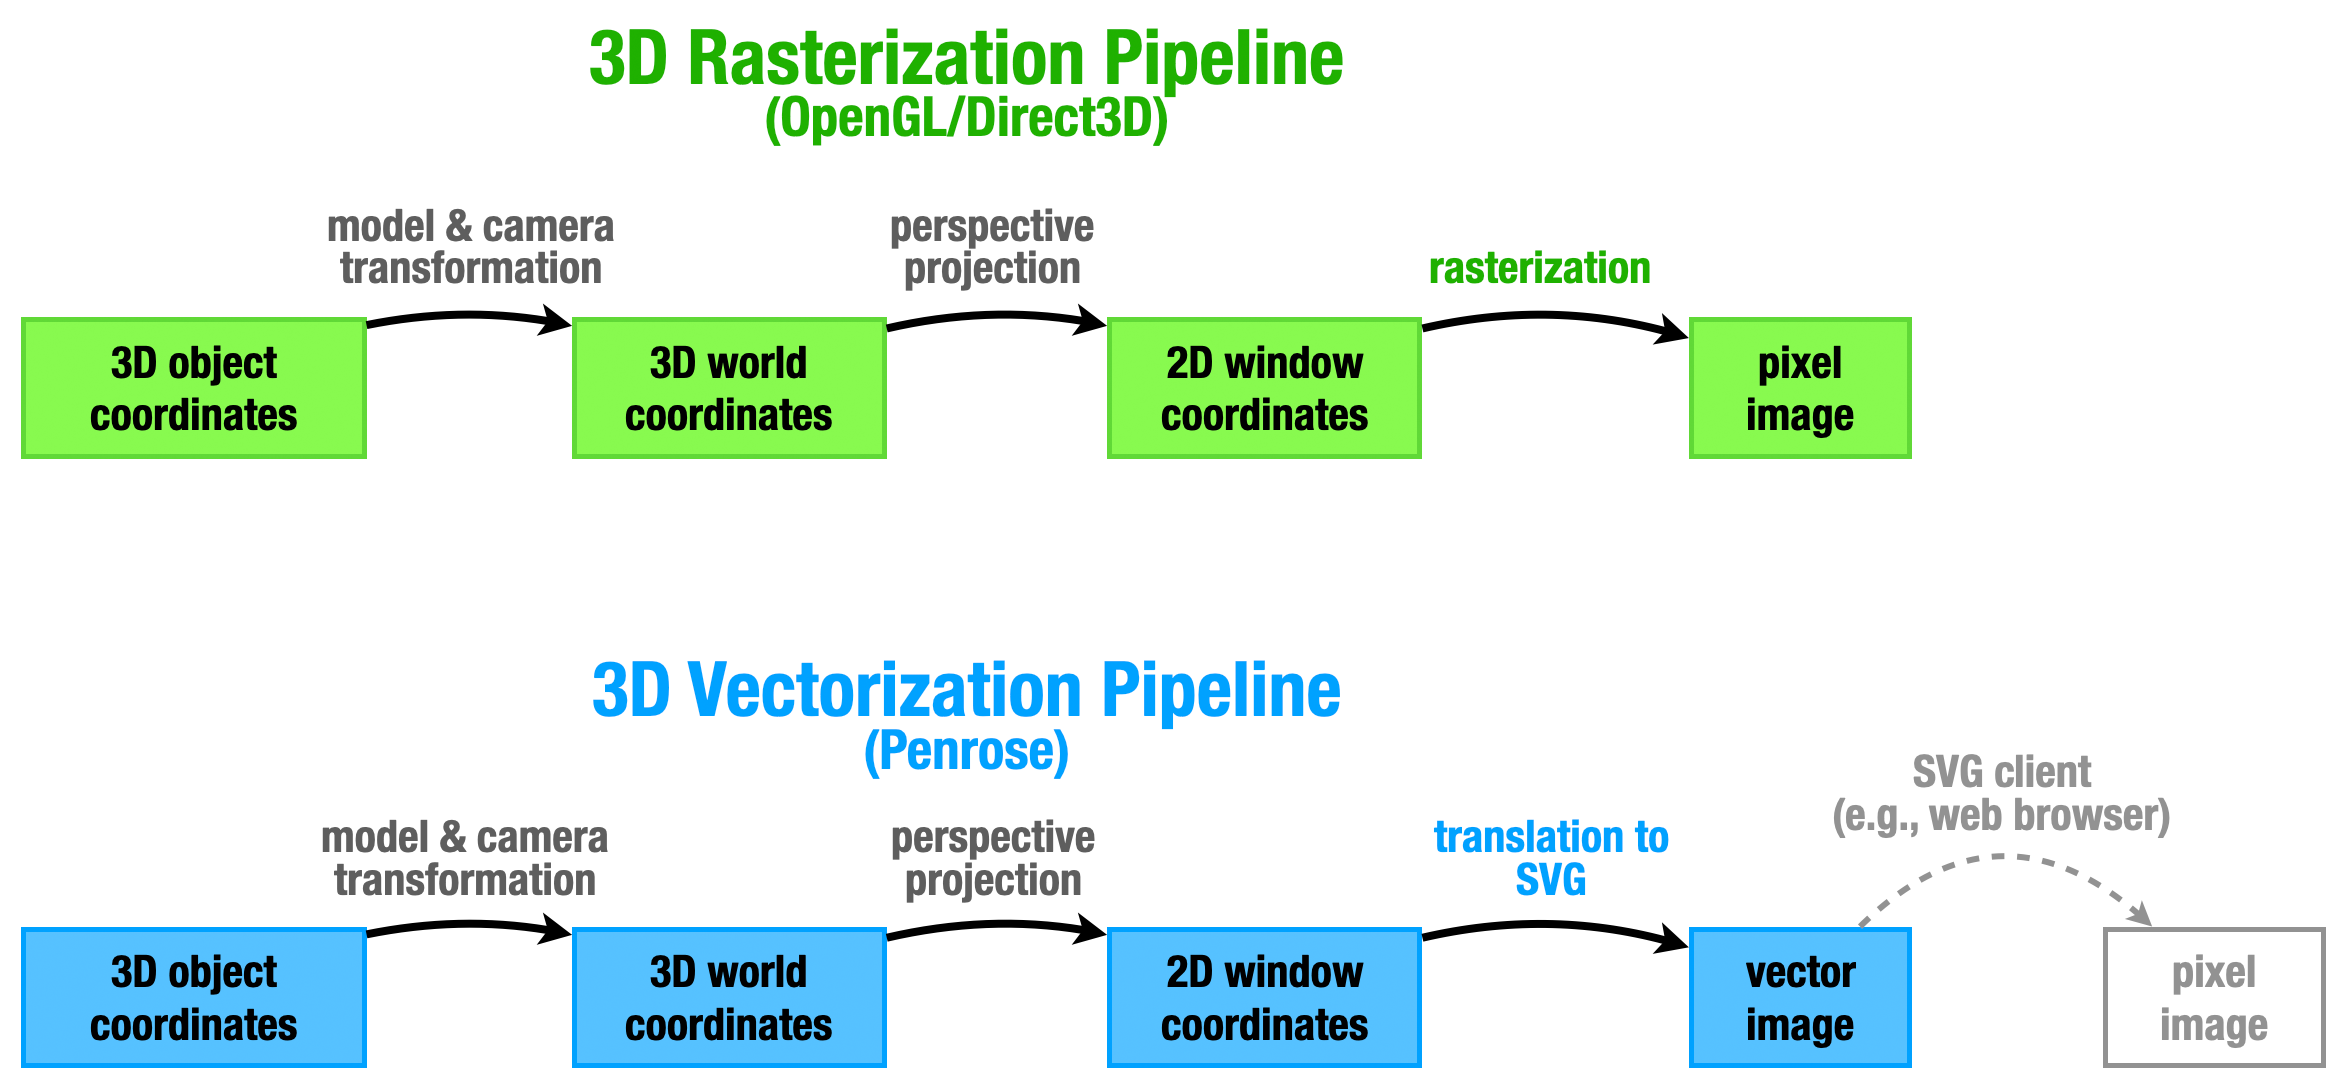 3D Rasterization Pipeline
(OpenGL/Direct3D)
model & camera
transformation
perspective
projection
rasterization
3D object
coordinates
3D world
coordinates
2D window
coordinates
pixel
image
3D Vectorization Pipeline
(Penrose)
model & camera
transformation
perspective
projection
translation to
SVG
SVG client
(e.g., web browser)
3D object
coordinates
3D world
coordinates
2D window
coordinates
vector
image
pixel
image